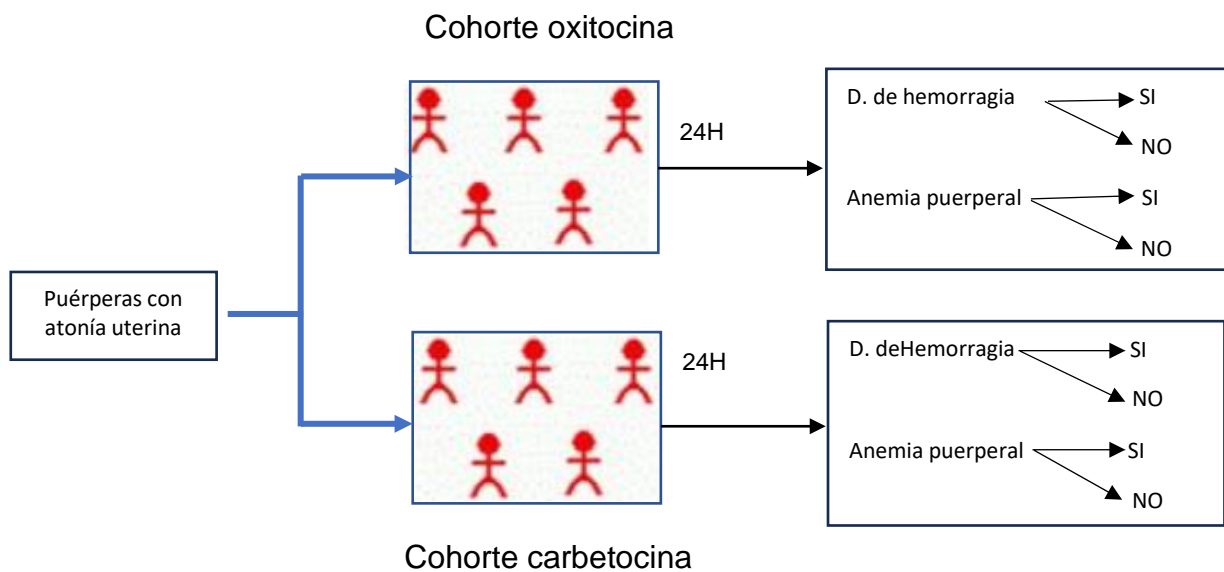 Cohorte oxitocina
Puérperas con
atonía uterina
24H
D. de hemorragia
SI
NO
Anemia puerperal
SI
NO
24H
D. deHemorragia
SI
NO
Anemia puerperal
SI
NO
Cohorte carbetocina